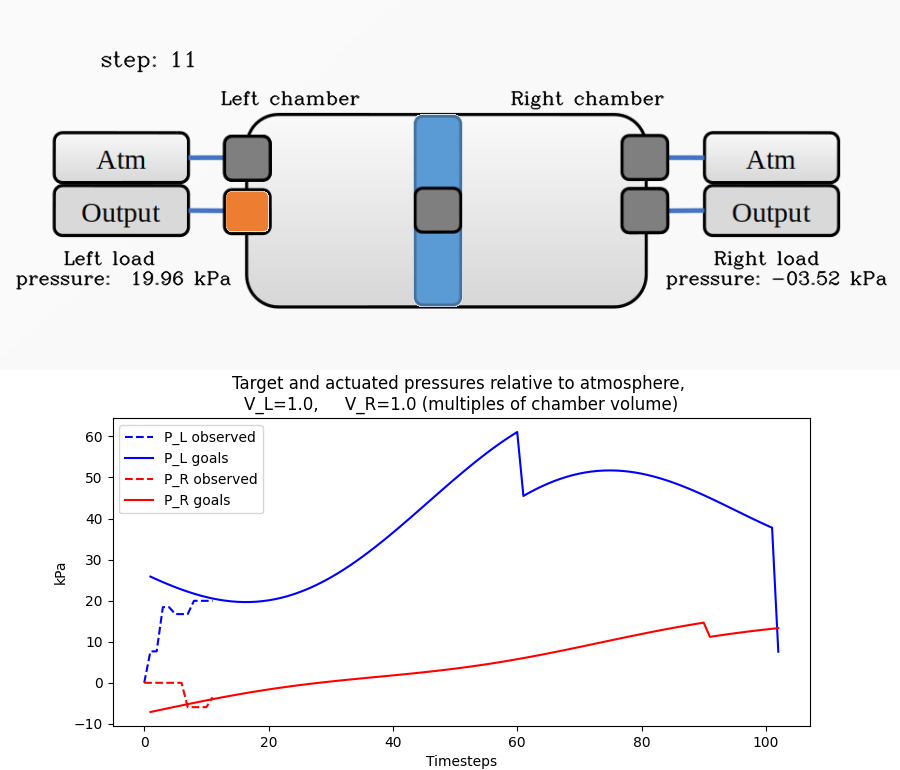 step: 11
Left chamber
Right chamber
Atm
Atm
Output
Output
Left load
pressure: 19.96 kPa
Right load
pressure: −03.52 kPa
Target and actuated pressures relative to atmosphere,
V_L=1.0, V_R=1.0 (multiples of chamber volume)
P_L observed
P_L goals
P_R observed
P_R goals
60
50
40
30
20
10
0
−10
kPa
0 20 40 60 80 100
Timesteps